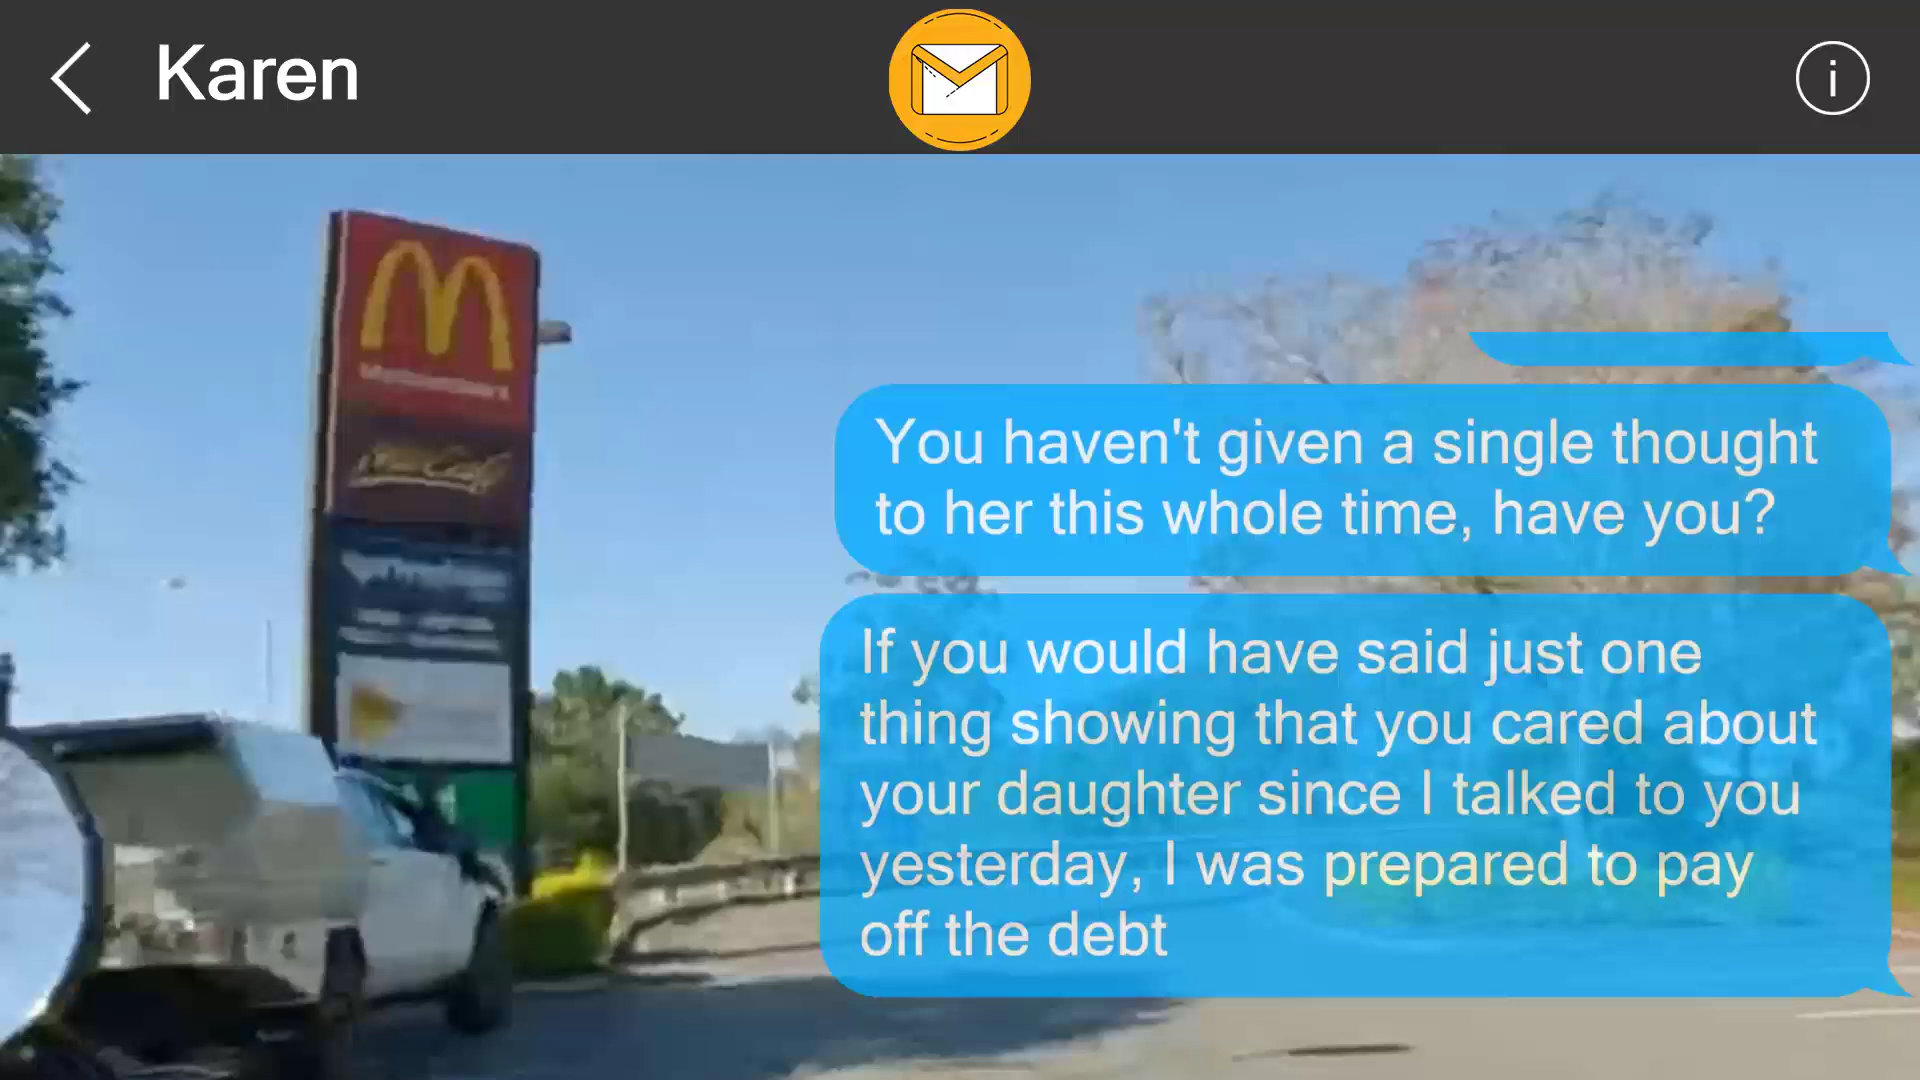 Karen
You haven't given a single thought
to her this whole time, have you?
If you would have said just one
thing showing that you cared about
your daughter since I talked to you
yesterday, I was prepared to pay
off the debt